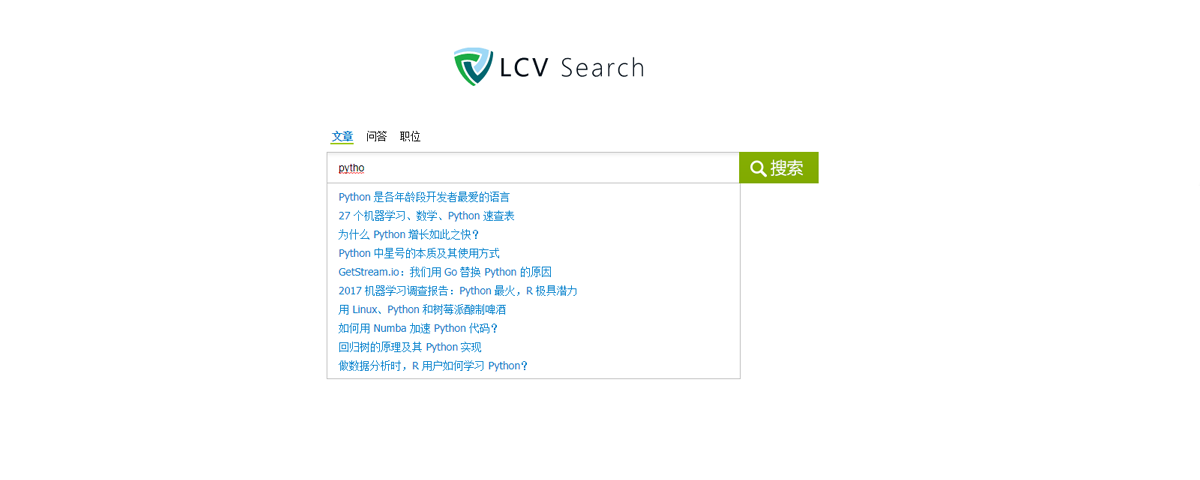 LCV Search
文章 问答 职位
pytho
搜索
Python 是各年龄段开发者最爱的语言
27 个机器学习、数学、Python 速查表
为什么 Python 增长如此之快？
Python 中星号的本质及其使用方式
GetStream.io：我们用 Go 替换 Python 的原因
2017 机器学习调查报告：Python 最火，R 极具潜力
用 Linux、Python 和树莓派酿制啤酒
如何用 Numba 加速 Python 代码？
回归树的原理及其 Python 实现
做数据分析时，R 用户如何学习 Python？